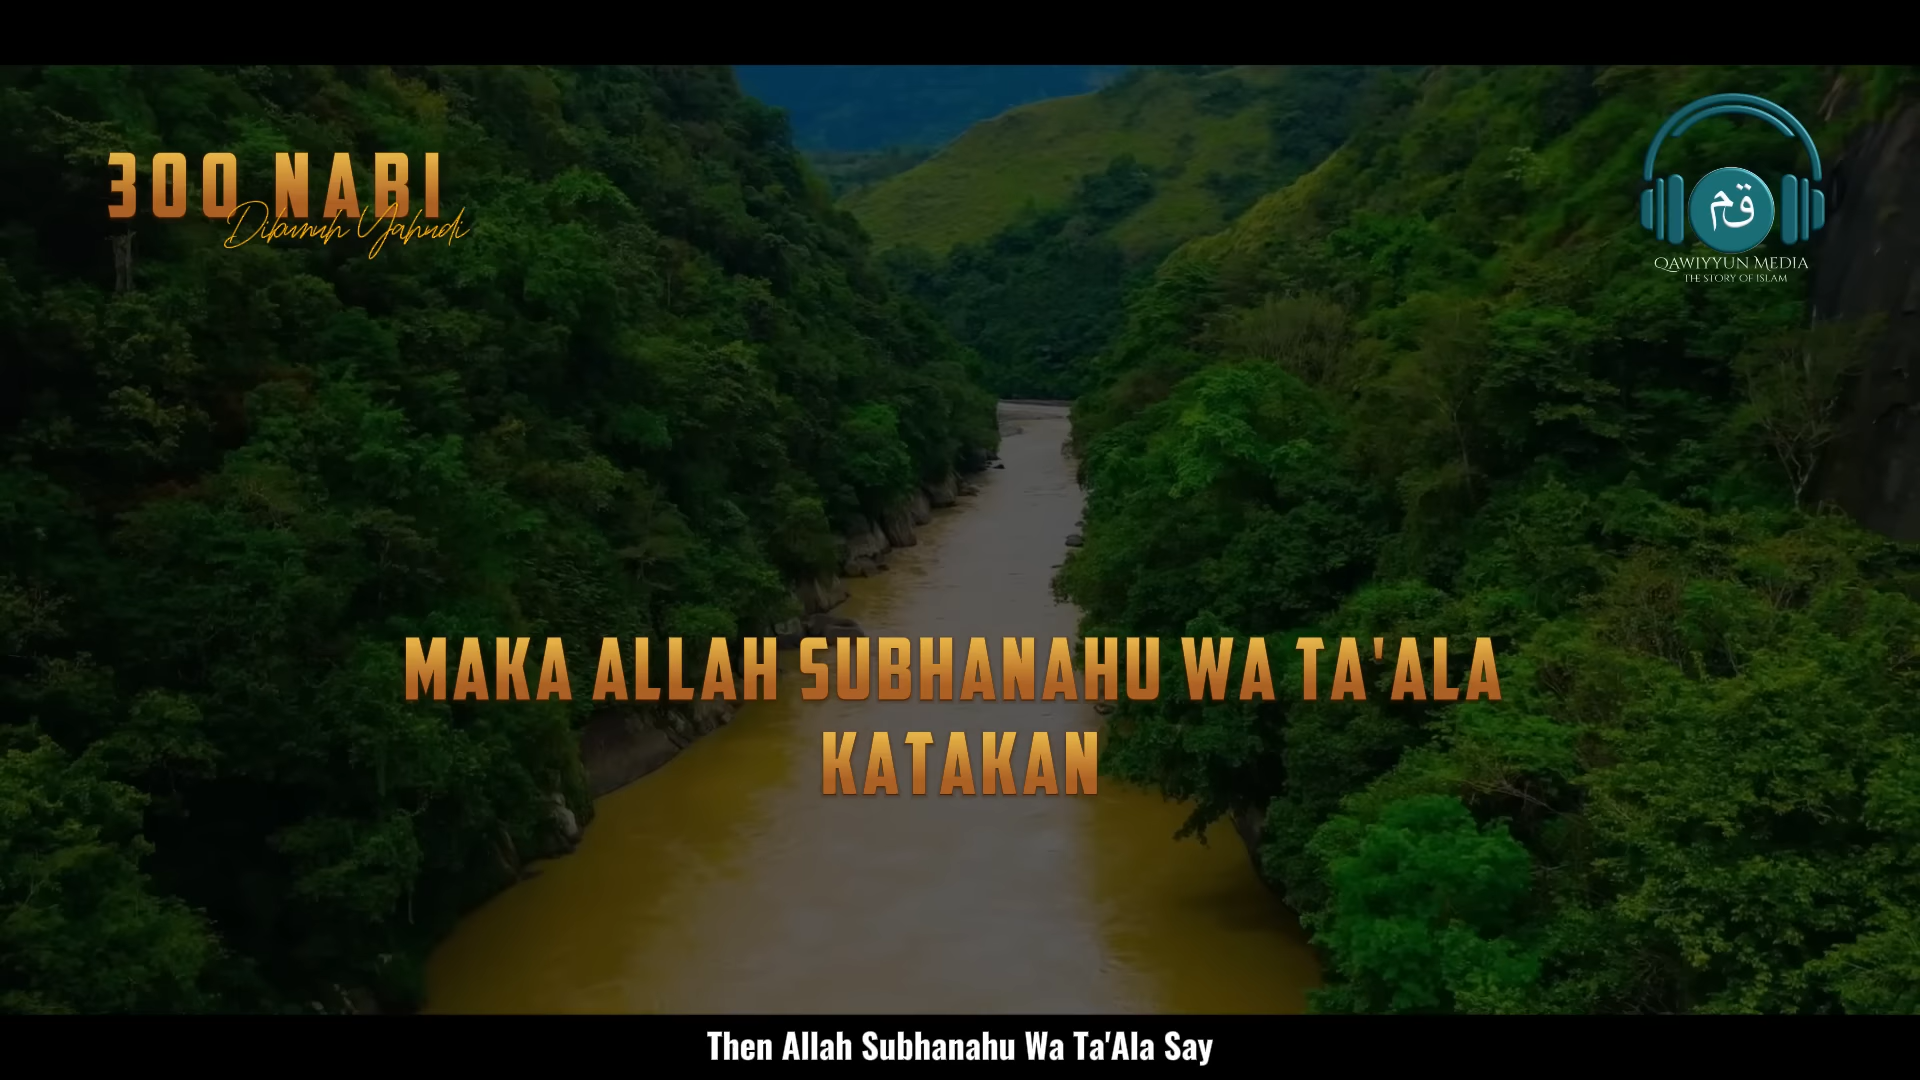 300 NABI
Dibunuh Yahudi
قم
QAWIYYUN MEDIA
THE STORY OF ISLAM
MAKA ALLAH SUBHANAHU WA TA'ALA
KATAKAN
Then Allah Subhanahu Wa Ta'Ala Say